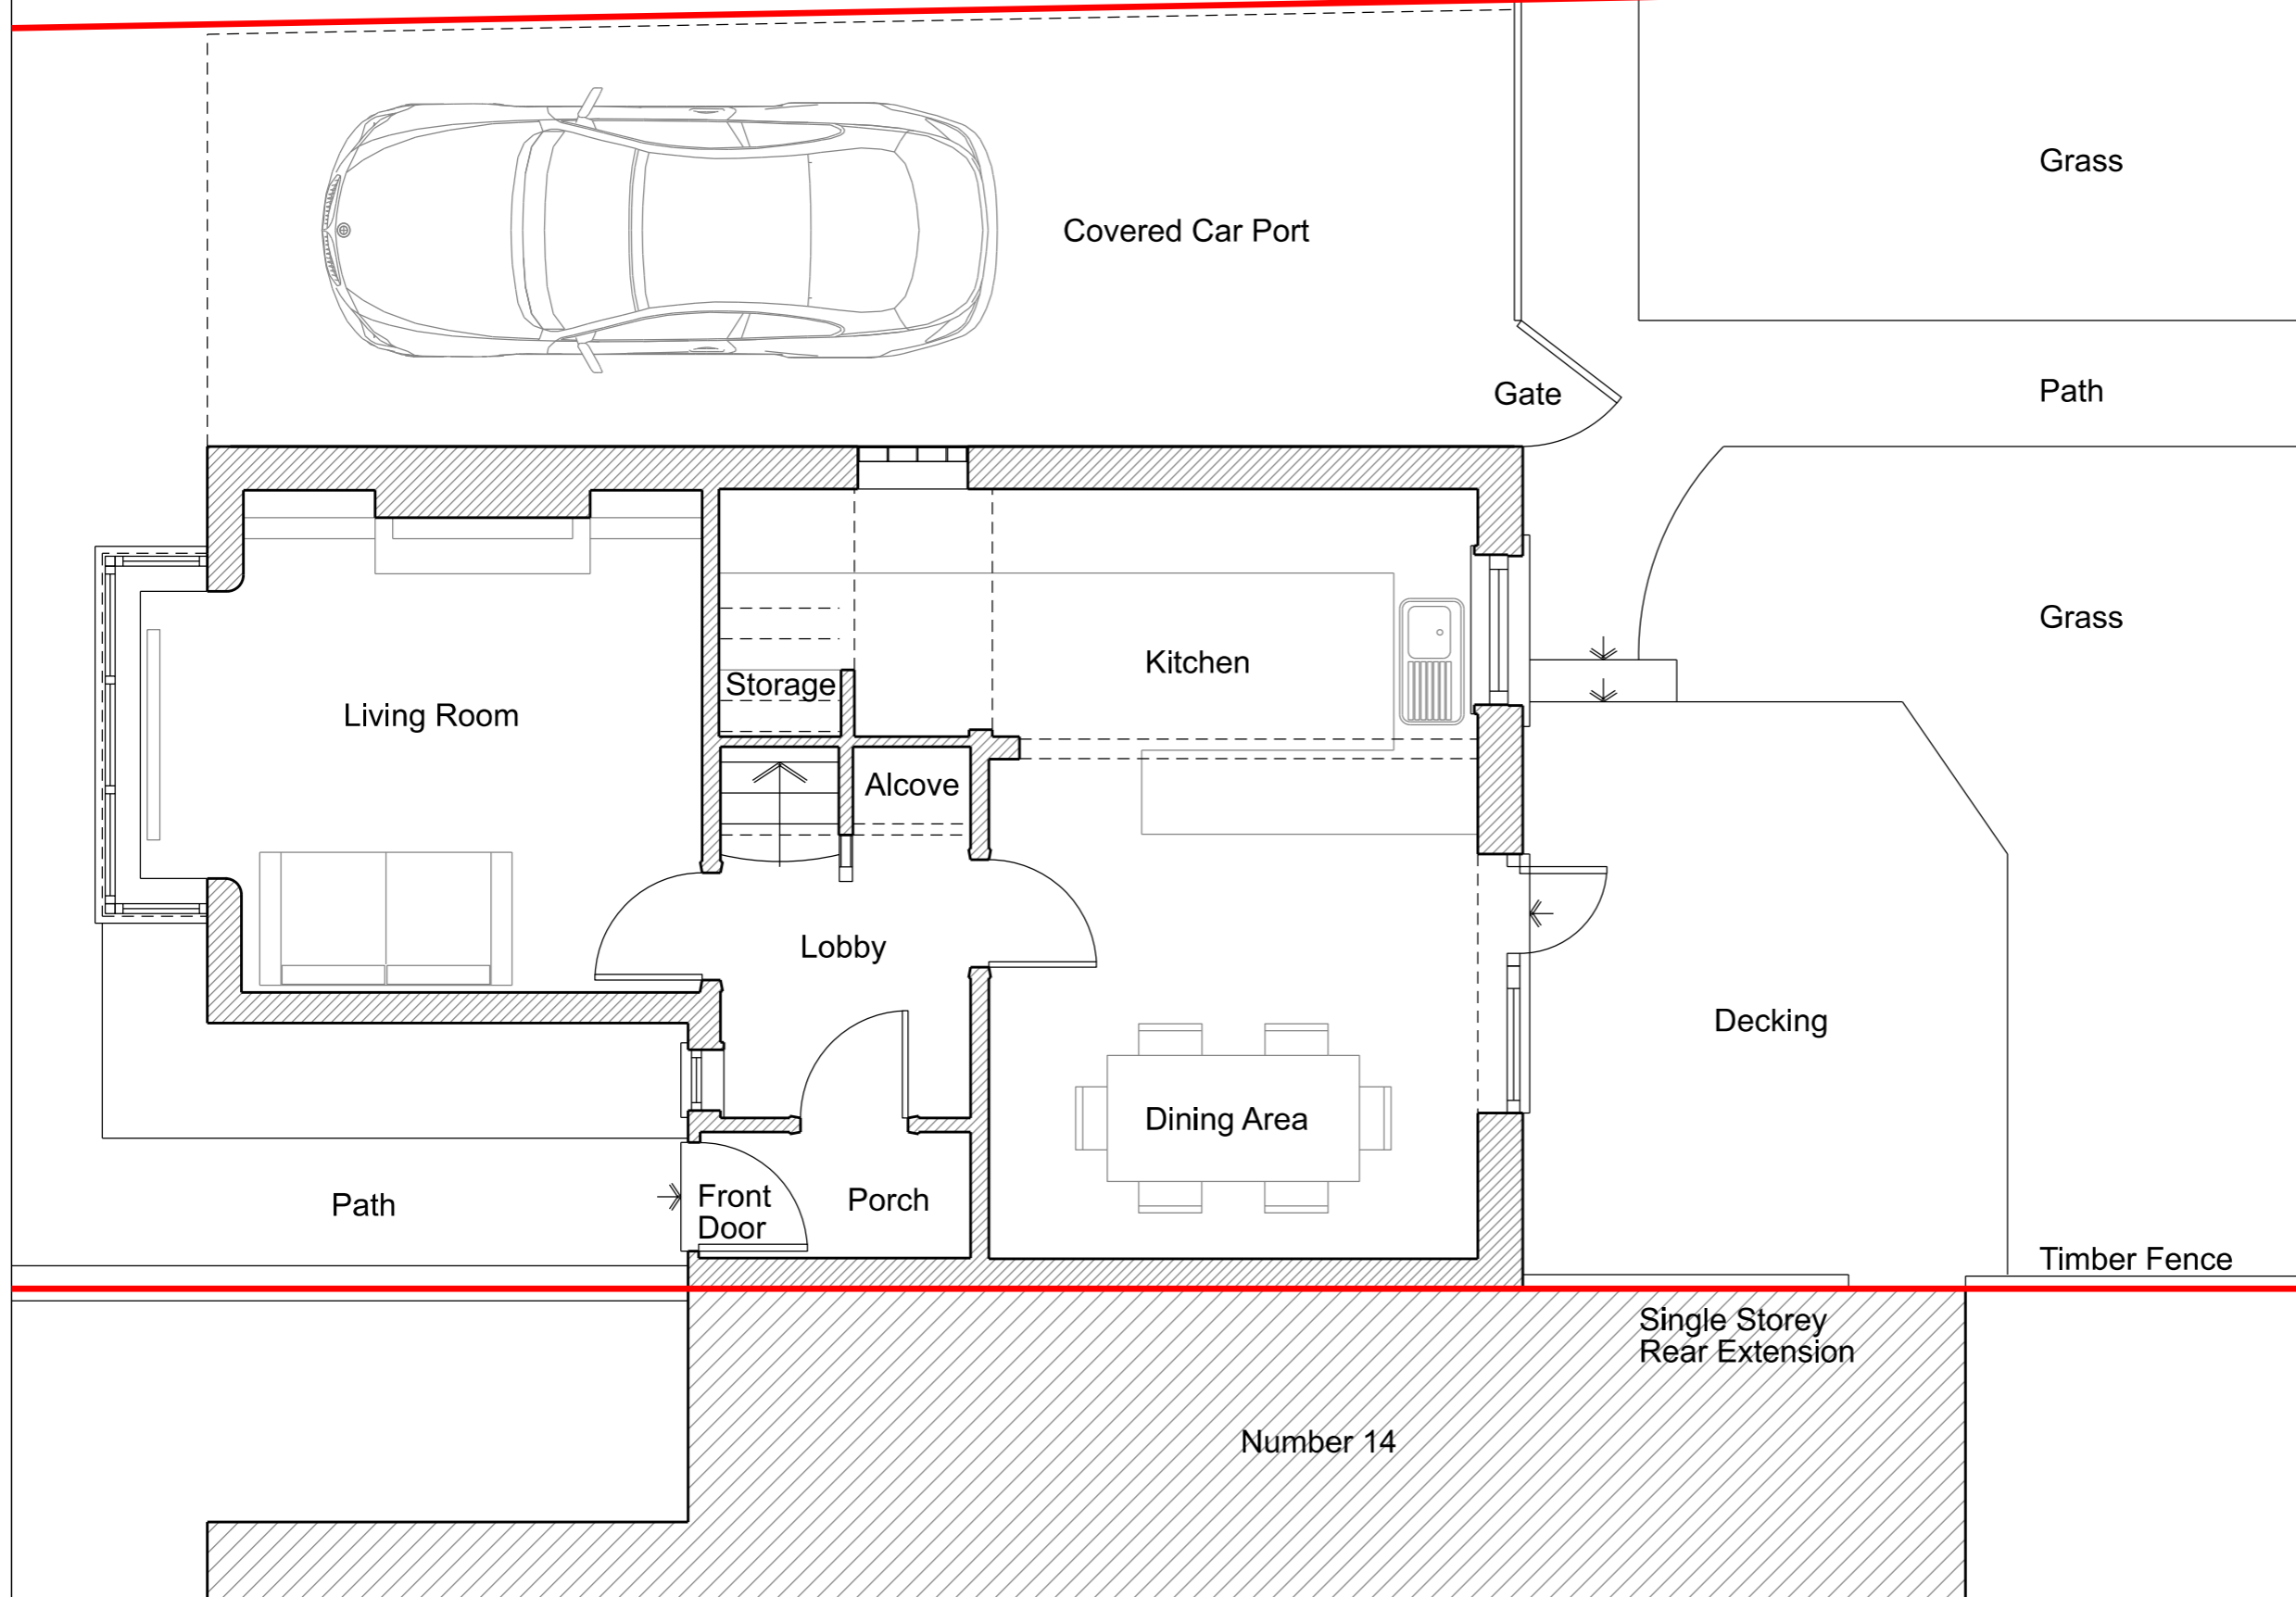 Grass
Covered Car Port
Gate
Path
Grass
Kitchen
Storage
Living Room
Alcove
Lobby
Decking
Dining Area
Front
Door
Porch
Path
Timber Fence
Single Storey
Rear Extension
Number 14